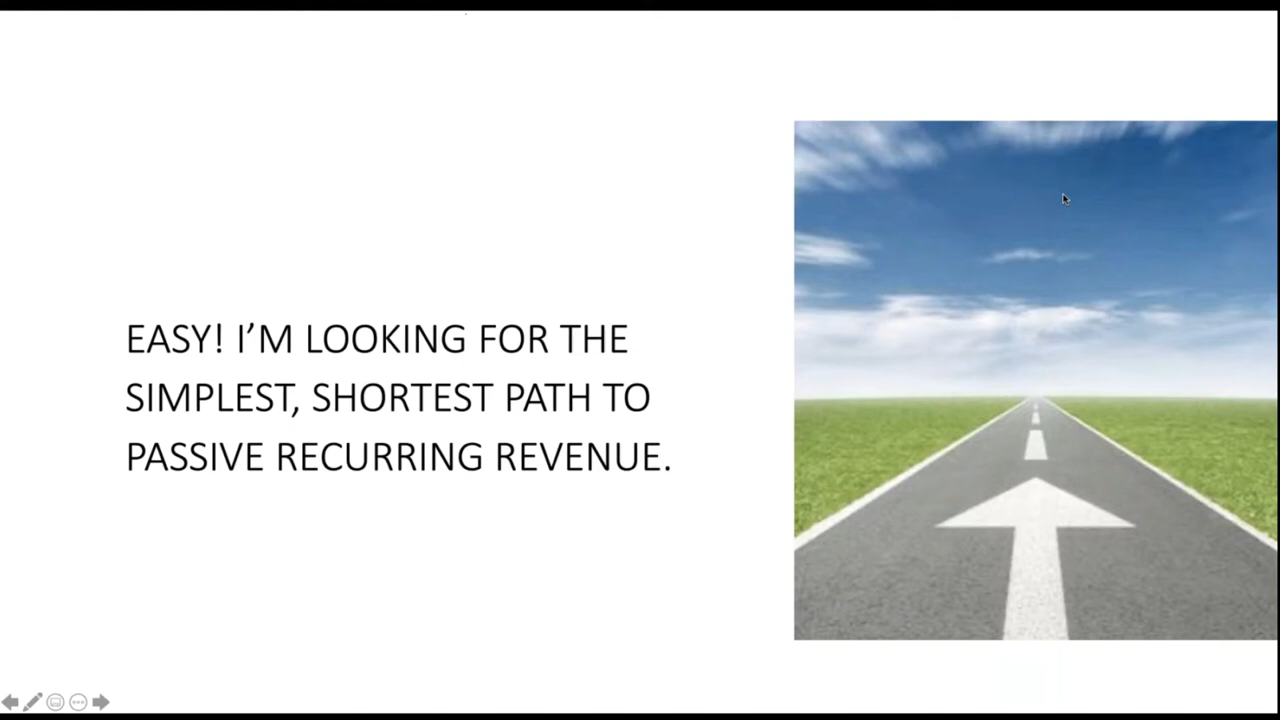 EASY! I’M LOOKING FOR THE
SIMPLEST, SHORTEST PATH TO
PASSIVE RECURRING REVENUE.